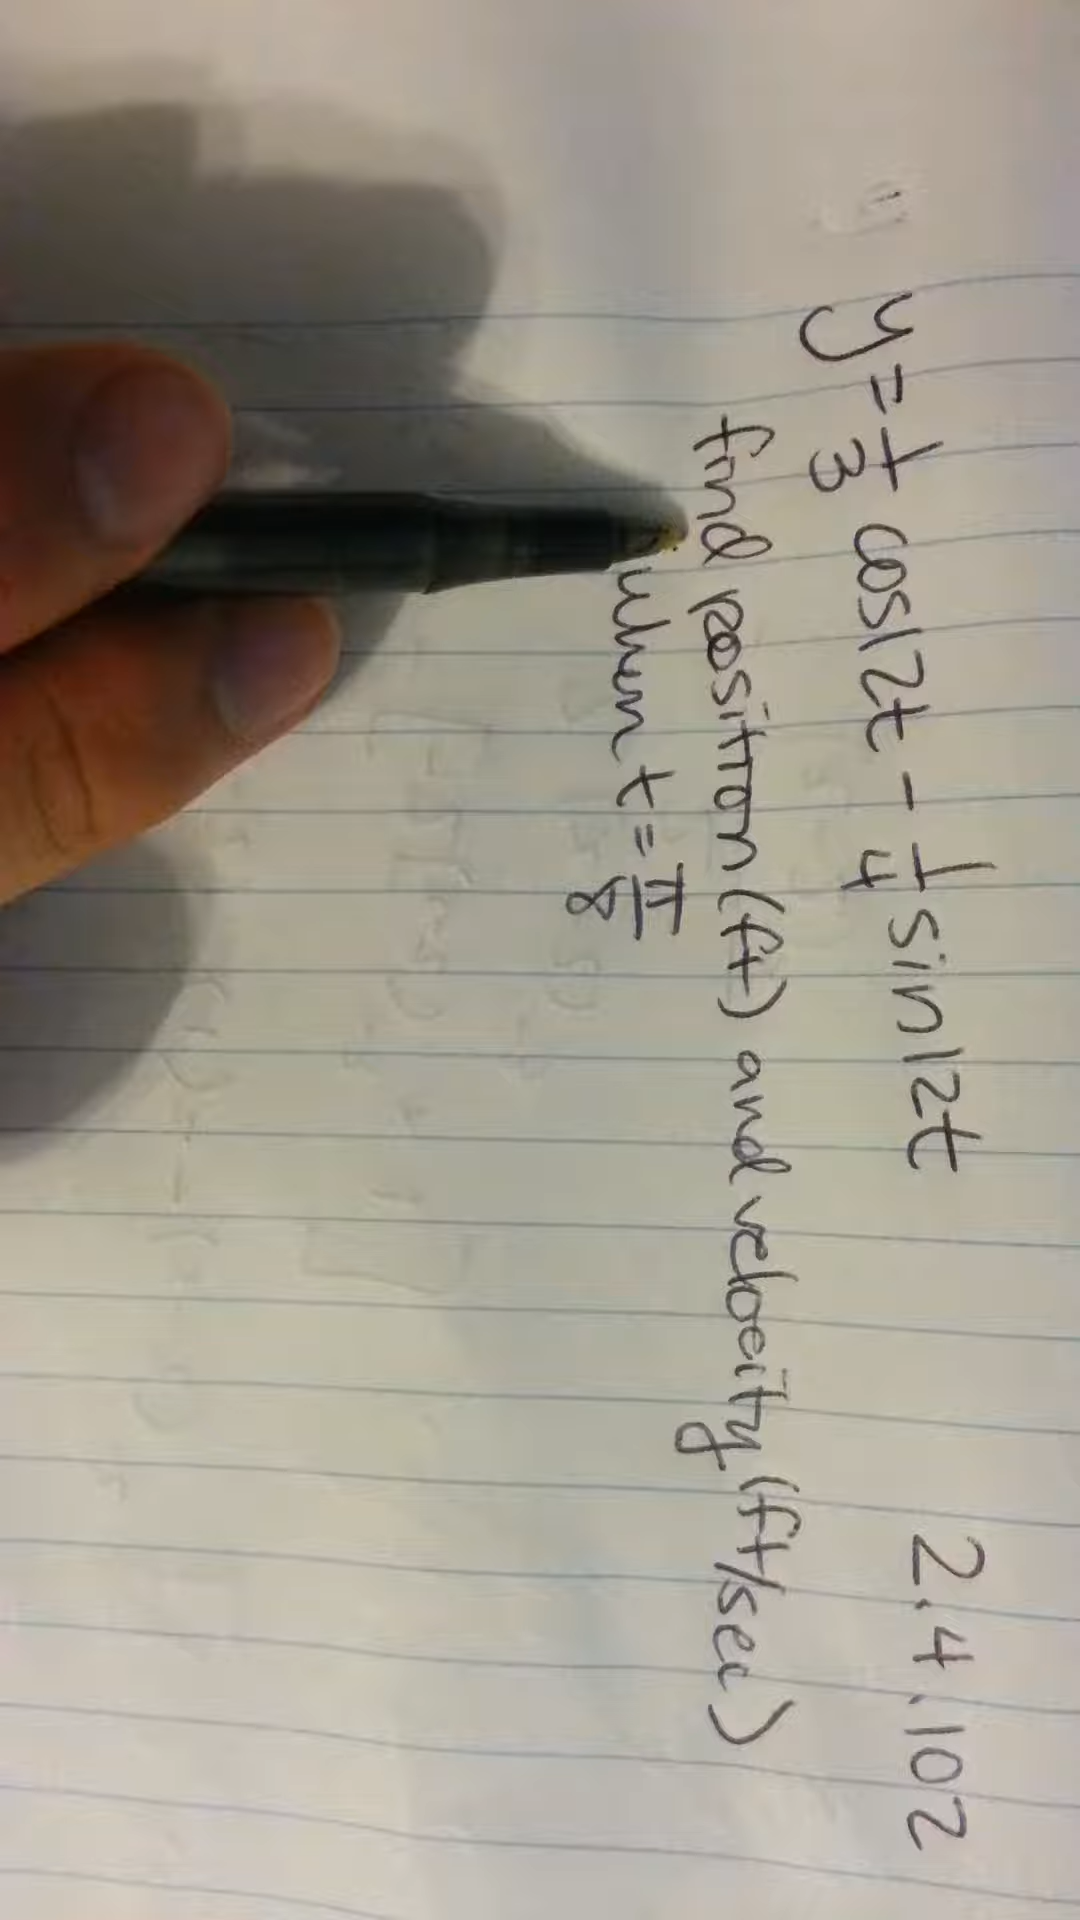 y = 1/3 cos12t - 1/4 sin12t 2.4.102
find position (ft) and velocity (ft/sec)
when t = π/8